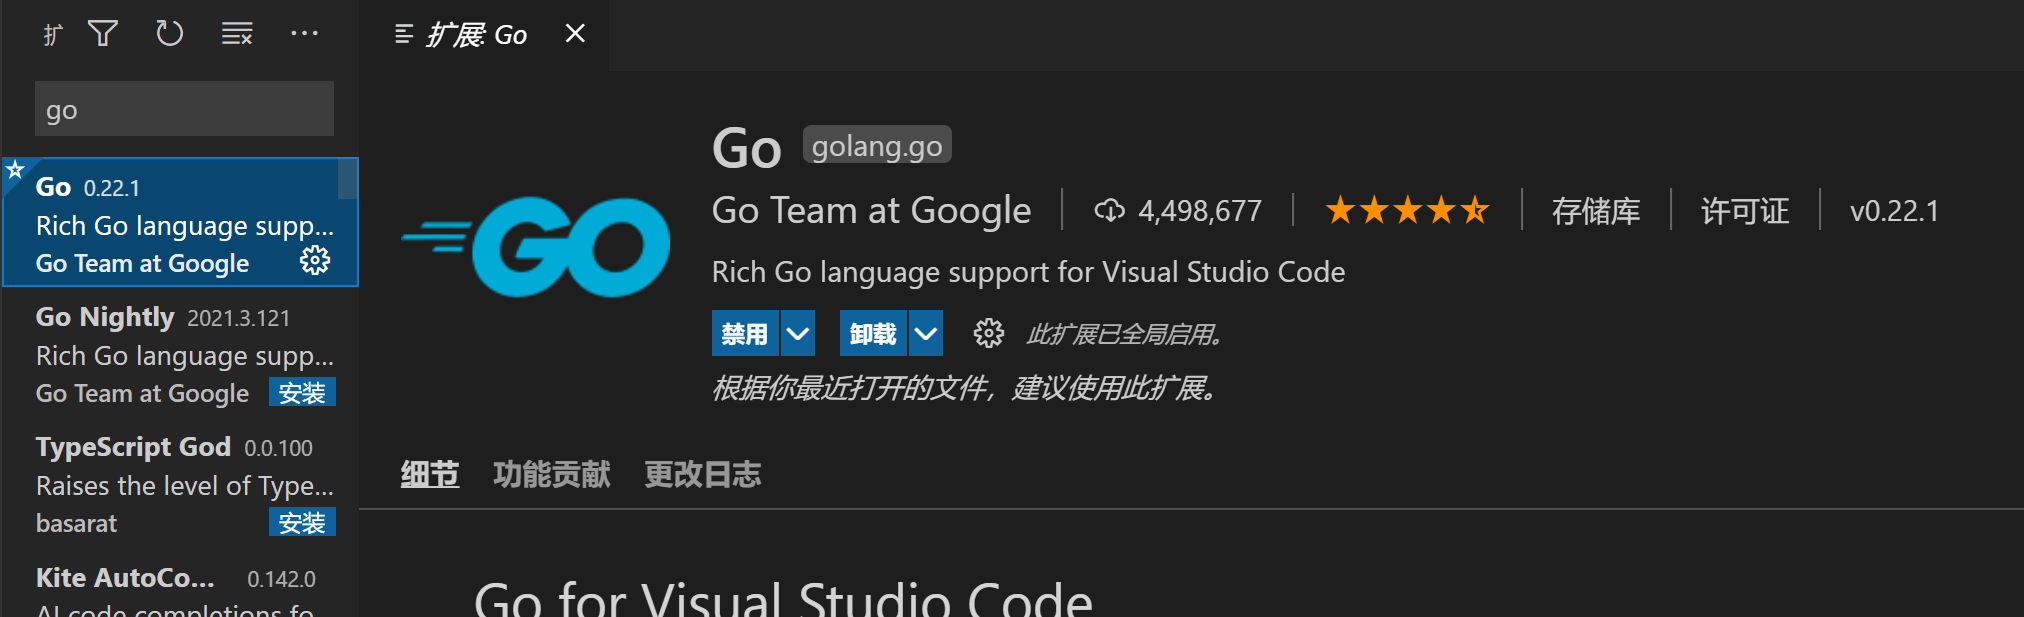 扩
go
Go 0.22.1
Rich Go language supp...
Go Team at Google
Go Nightly 2021.3.121
Rich Go language supp...
Go Team at Google 安装
TypeScript God 0.0.100
Raises the level of Type...
basarat 安装
Kite AutoCo... 0.142.0
AI code completions fo
扩展: Go
GO
Go golang.go
Go Team at Google 4,498,677 存储库 许可证 v0.22.1
Rich Go language support for Visual Studio Code
禁用 卸载 此扩展已全局启用。
根据你最近打开的文件，建议使用此扩展。
细节 功能贡献 更改日志
Go for Visual Studio Code